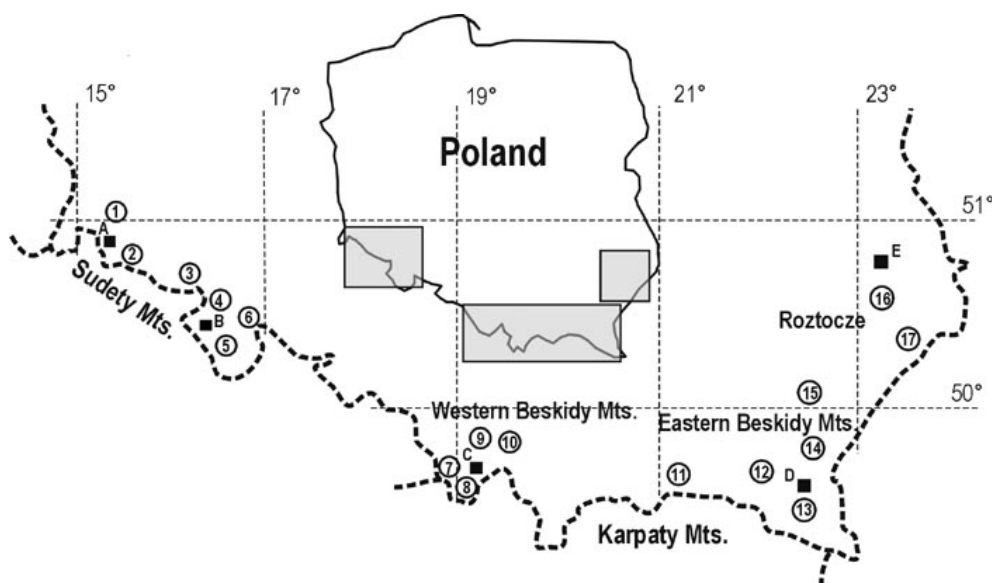 15°
17°
19°
21°
23°
Poland
51°
1
A
2
E
3
Sudety Mts.
4
16
B
6
Roztocze
5
17
15
50°
Western Beskidy Mts.
Eastern Beskidy Mts.
9
10
14
7
C
11
12
D
8
13
Karpaty Mts.